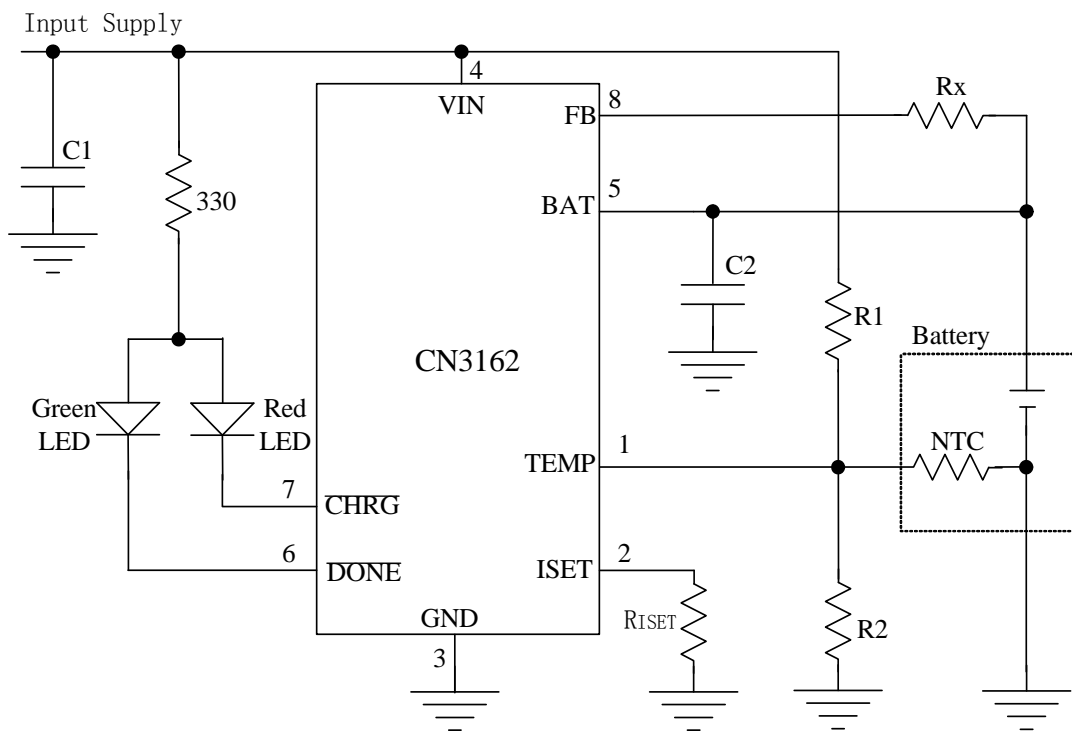 Input Supply
4
VIN
8
Rx
FB
C1
5
330
BAT
C2
R1
CN3162
Battery
Green
LED
Red
LED
1
NTC
TEMP
7
CHRG
6
2
DONE
ISET
RISET
GND
R2
3